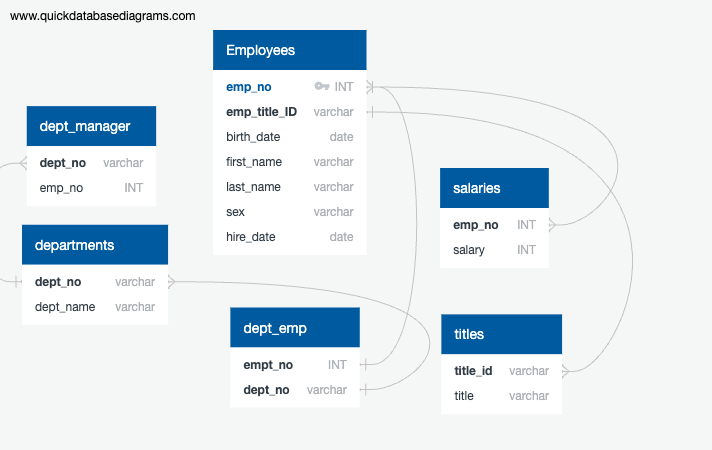 www.quickdatabasediagrams.com
Employees
emp_no INT
emp_title_ID varchar
birth_date date
first_name varchar
last_name varchar
sex varchar
hire_date date
dept_manager
dept_no varchar
emp_no INT
departments
dept_no varchar
dept_name varchar
salaries
emp_no INT
salary INT
dept_emp
empt_no INT
dept_no varchar
titles
title_id varchar
title varchar